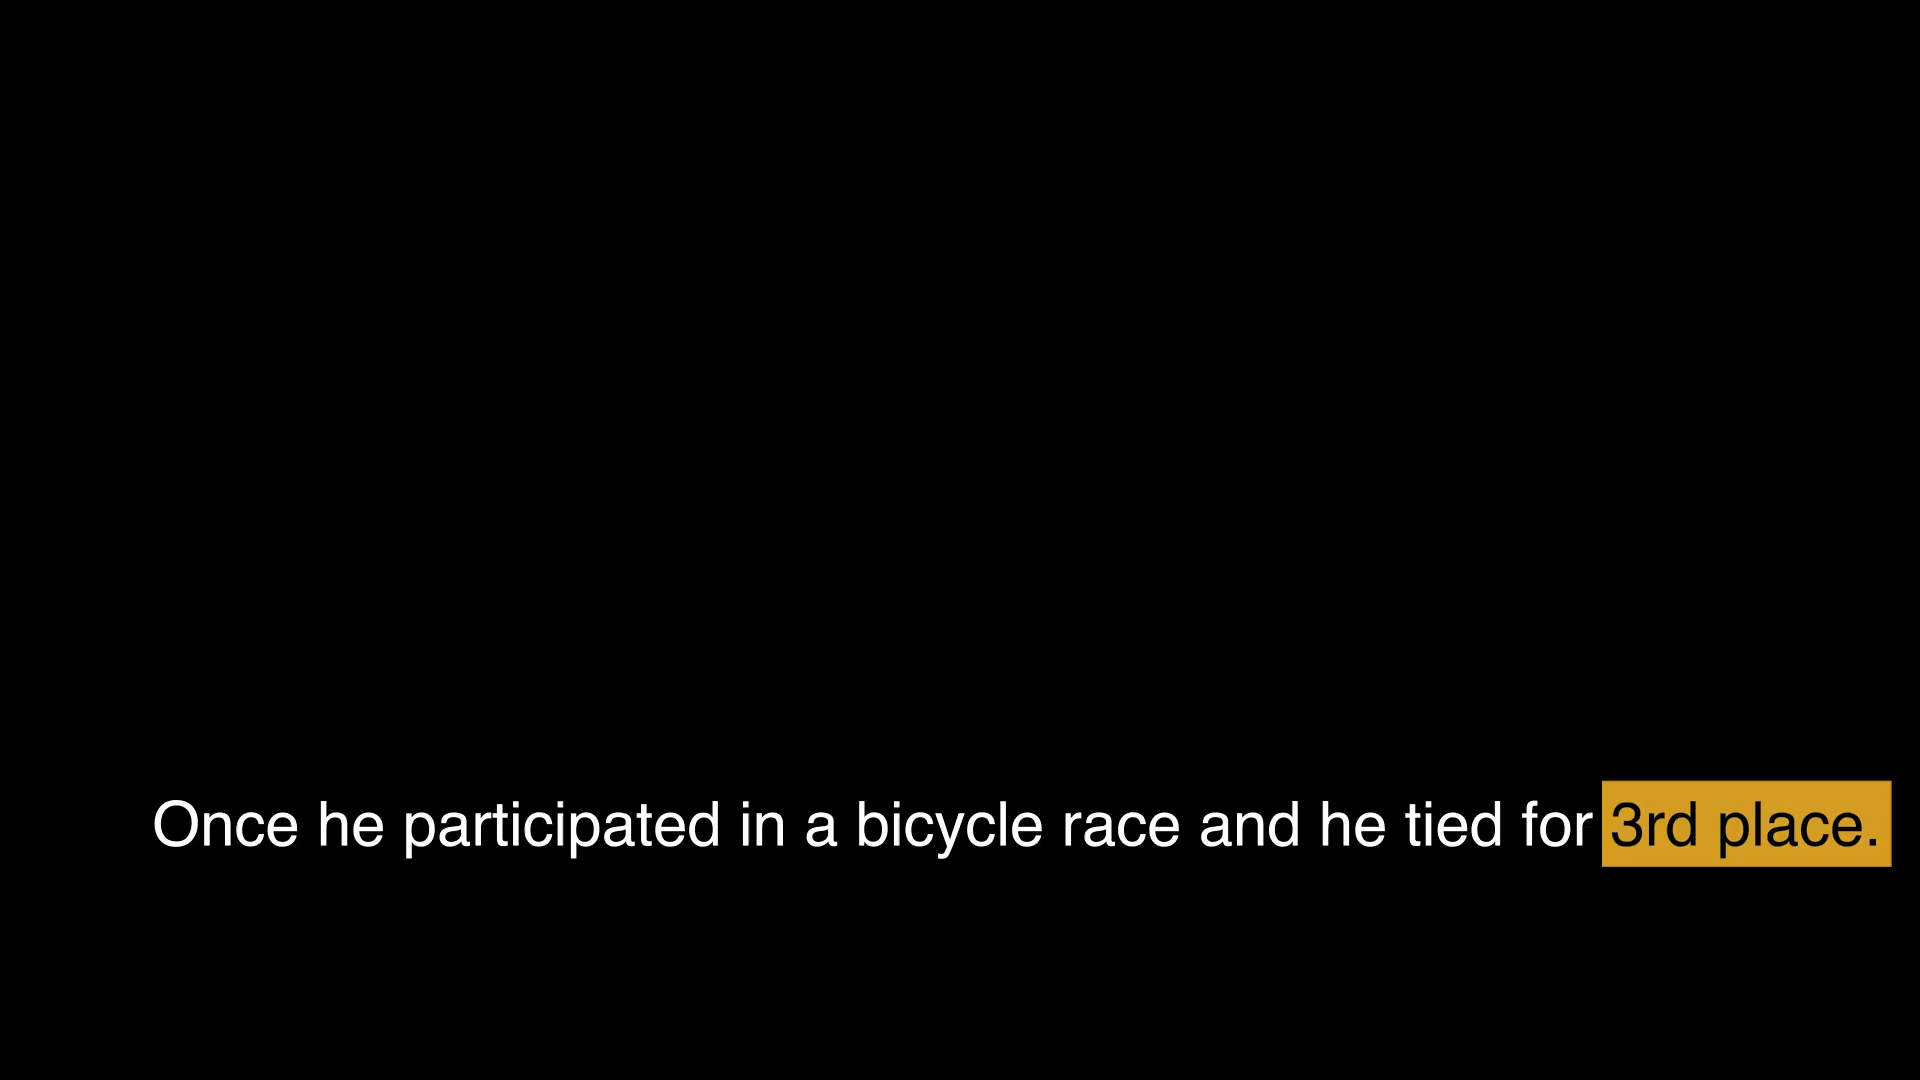 Once he participated in a bicycle race and he tied for 3rd place.